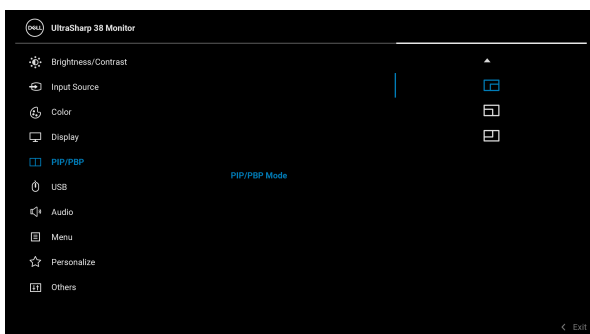 DELL UltraSharp 38 Monitor
Brightness/Contrast
Input Source
Color
Display
PIP/PBP
PIP/PBP Mode
USB
Audio
Menu
Personalize
Others
Exit